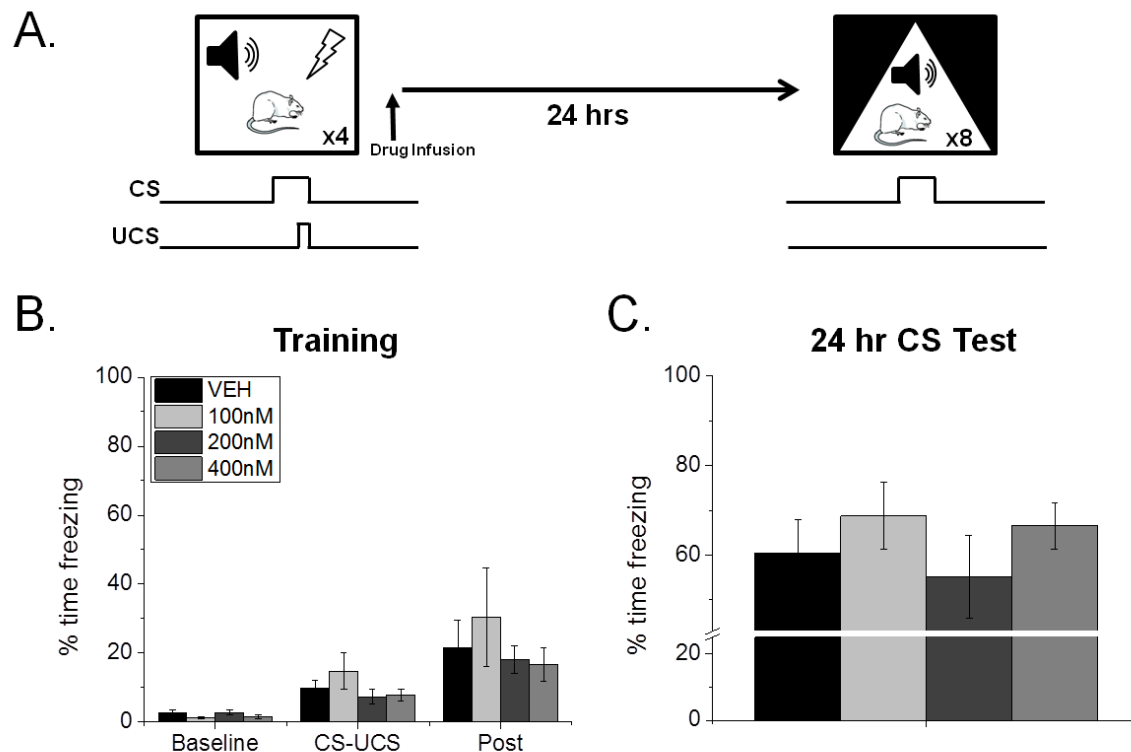 A.
x4
Drug Infusion
24 hrs
x8
CS
UCS
B.
Training
% time freezing
100
80
60
40
20
0
VEH
100nM
200nM
400nM
Baseline
CS-UCS
Post
C.
24 hr CS Test
% time freezing
100
80
60
20
0